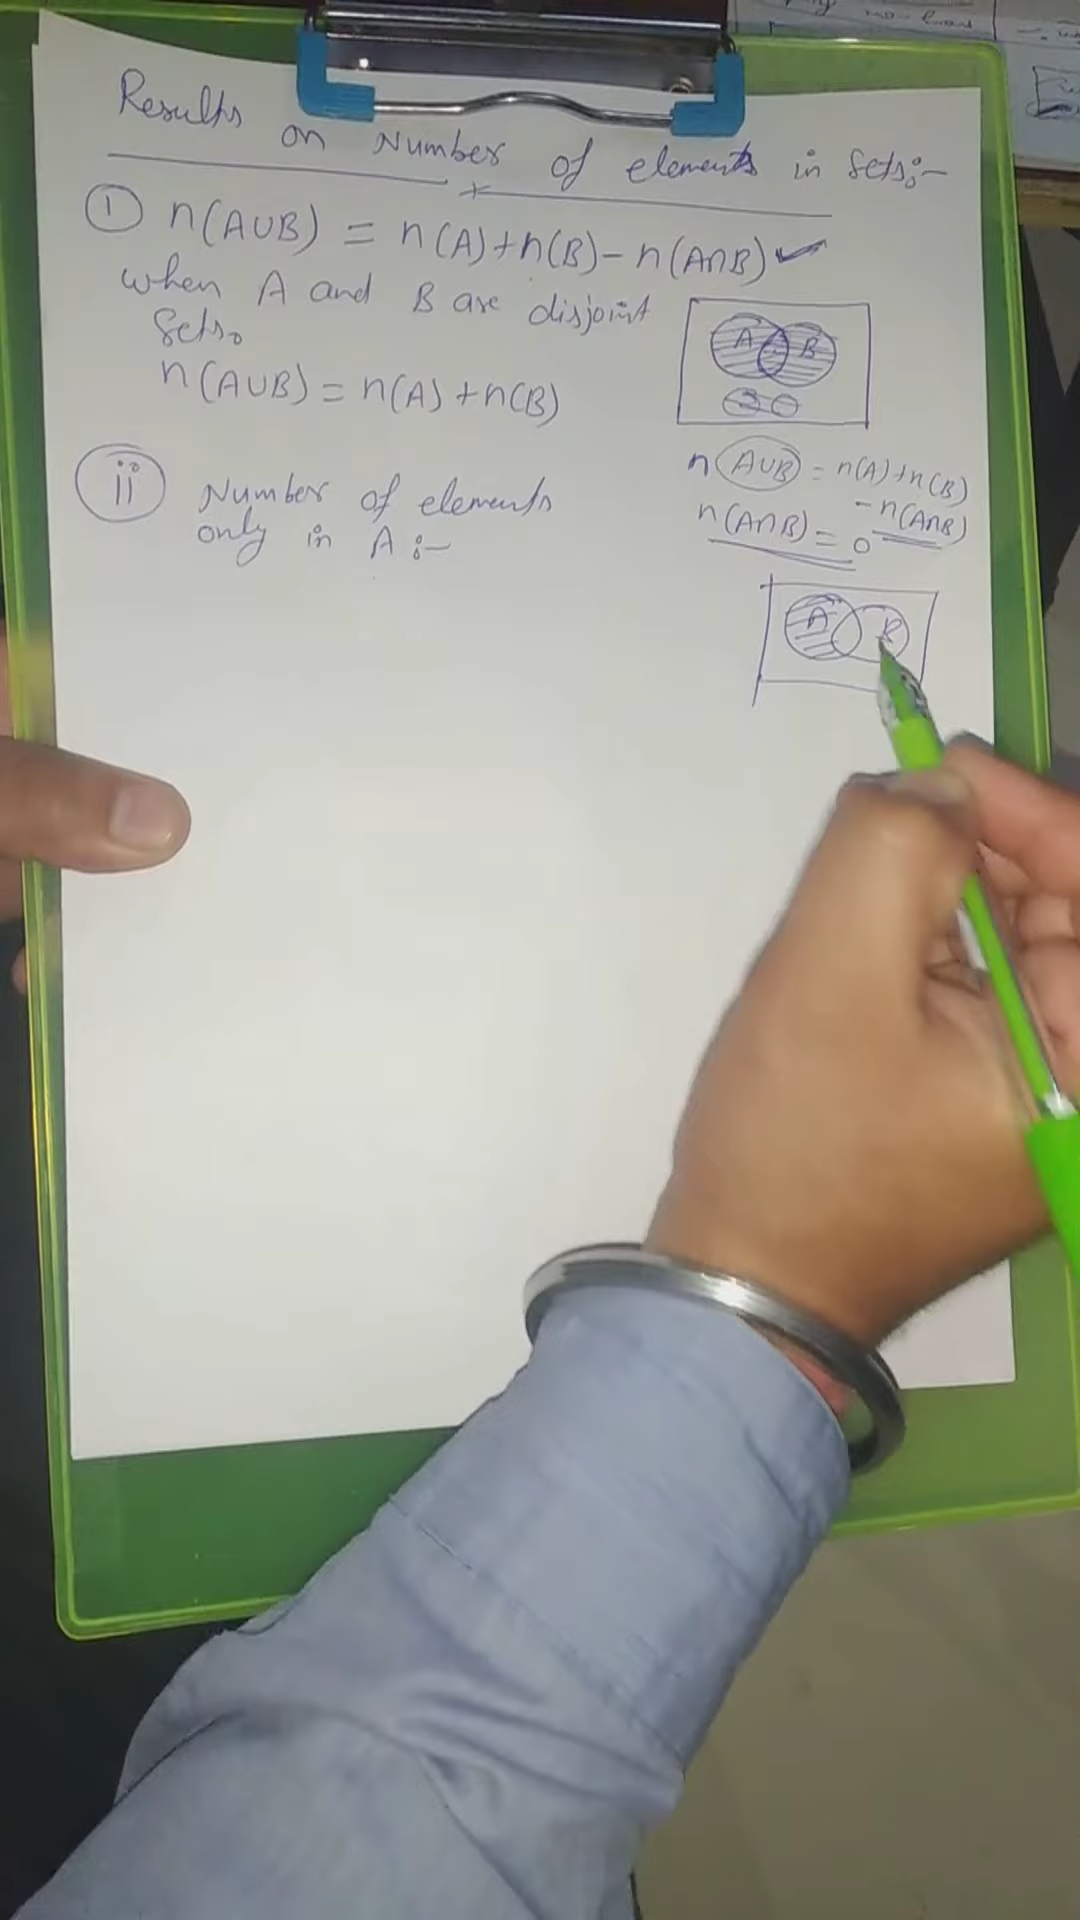 Results on Number of elements in Sets:-
① n(A∪B) = n(A)+n(B)-n(A∩B) ✓
when A and B are disjoint
Sets.
n(A∪B) = n(A)+n(B)
A B
n(A∪B) = n(A)+n(B)
-n(A∩B)
n(A∩B) = 0
ii Number of elements
only in A :-
A B